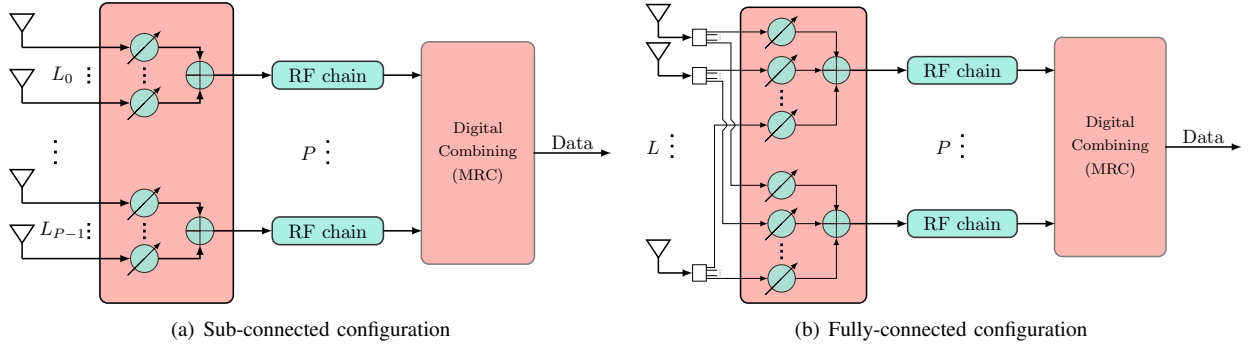 L_0
RF chain
P
Digital
Combining
(MRC)
Data
L_{P−1}
RF chain
(a) Sub-connected configuration
RF chain
L
P
Digital
Combining
(MRC)
Data
RF chain
(b) Fully-connected configuration